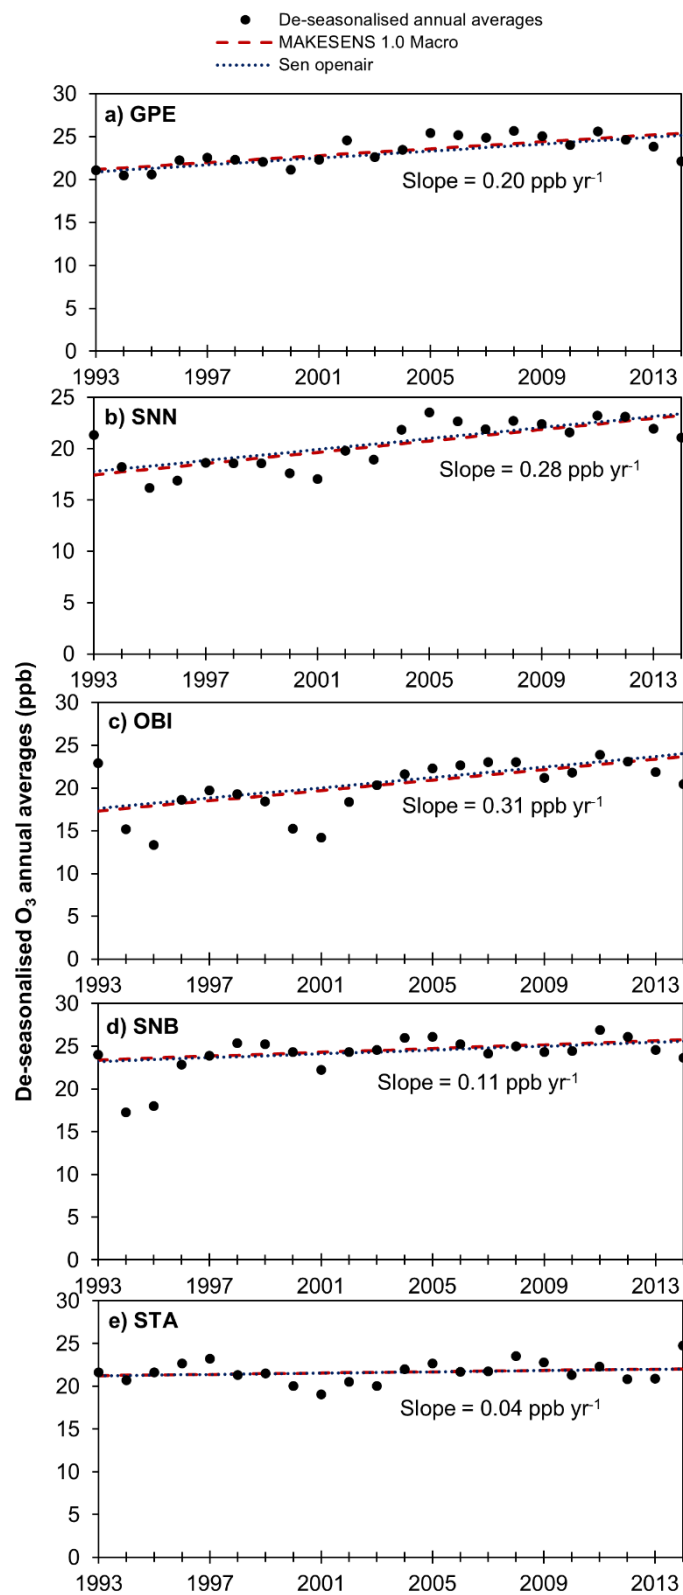 De-seasonalised annual averages
MAKESENS 1.0 Macro
Sen openair
De-seasonalised O₃ annual averages (ppb)
30
a) GPE
25
20
Slope = 0.20 ppb yr⁻¹
15
10
5
0
1993 1997 2001 2005 2009 2013
25
b) SNN
20
Slope = 0.28 ppb yr⁻¹
15
10
5
0
1993 1997 2001 2005 2009 2013
30
c) OBI
25
20
Slope = 0.31 ppb yr⁻¹
15
10
5
0
1993 1997 2001 2005 2009 2013
30
d) SNB
25
Slope = 0.11 ppb yr⁻¹
20
15
10
5
0
1993 1997 2001 2005 2009 2013
30
e) STA
25
20
Slope = 0.04 ppb yr⁻¹
15
10
5
0
1993 1997 2001 2005 2009 2013